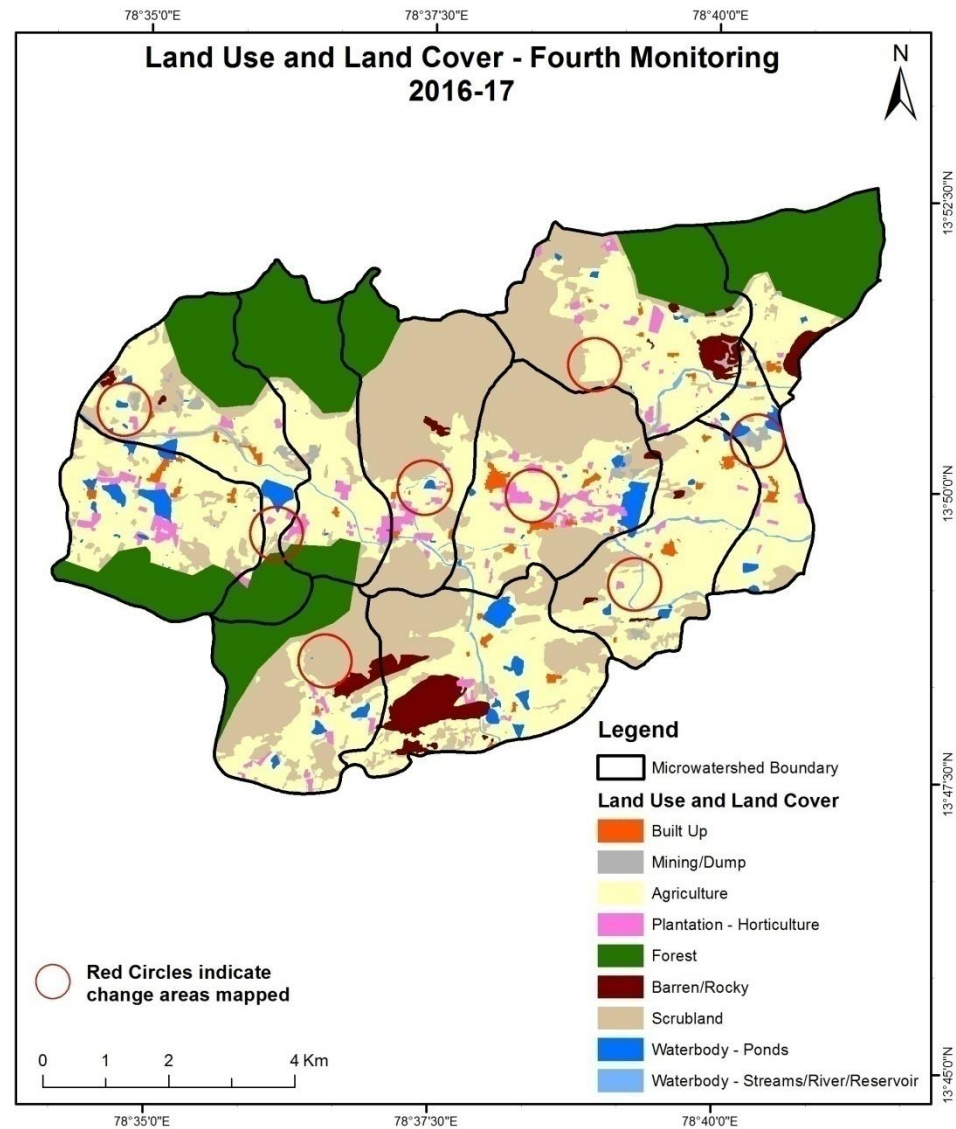 78°35'0"E
78°37'30"E
78°40'0"E
Land Use and Land Cover - Fourth Monitoring
2016-17
N
13°52'30"N
13°50'0"N
13°47'30"N
13°45'0"N
Legend
Microwatershed Boundary
Land Use and Land Cover
Built Up
Mining/Dump
Agriculture
Plantation - Horticulture
Forest
Barren/Rocky
Scrubland
Waterbody - Ponds
Waterbody - Streams/River/Reservoir
Red Circles indicate
change areas mapped
0 1 2 4 Km
78°35'0"E
78°37'30"E
78°40'0"E